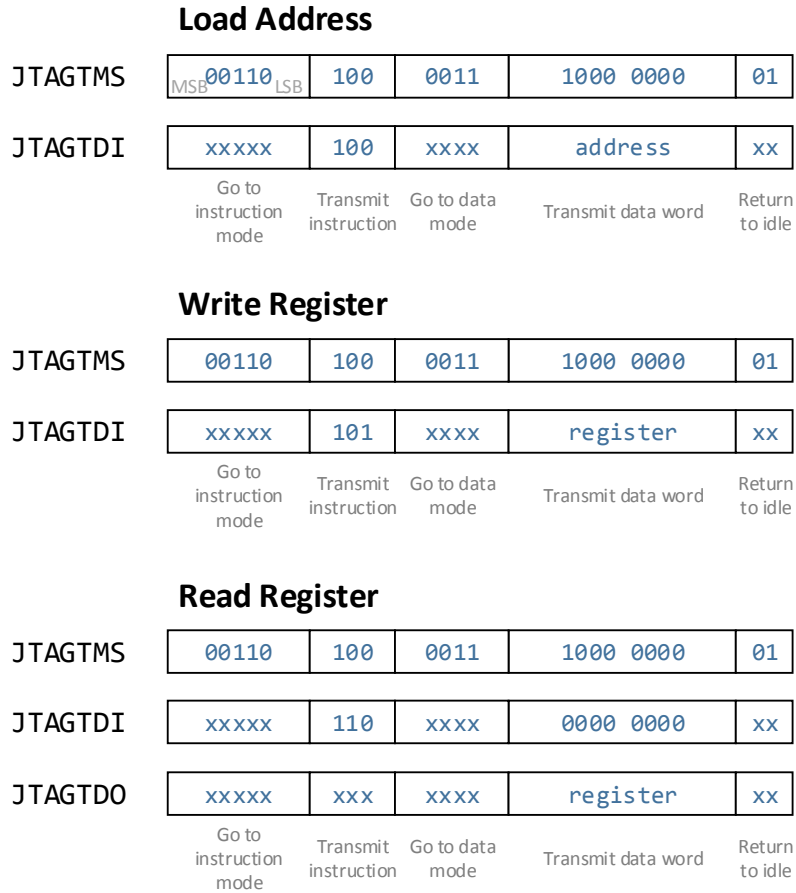 Load Address
JTAGTMS MSB 00110 LSB 100 0011 1000 0000 01
JTAGTDI xxxxx 100 xxxx address xx
Go to instruction mode Transmit instruction Go to data mode Transmit data word Return to idle
Write Register
JTAGTMS 00110 100 0011 1000 0000 01
JTAGTDI xxxxx 101 xxxx register xx
Go to instruction mode Transmit instruction Go to data mode Transmit data word Return to idle
Read Register
JTAGTMS 00110 100 0011 1000 0000 01
JTAGTDI xxxxx 110 xxxx 0000 0000 xx
JTAGTDO xxxxx xxx xxxx register xx
Go to instruction mode Transmit instruction Go to data mode Transmit data word Return to idle